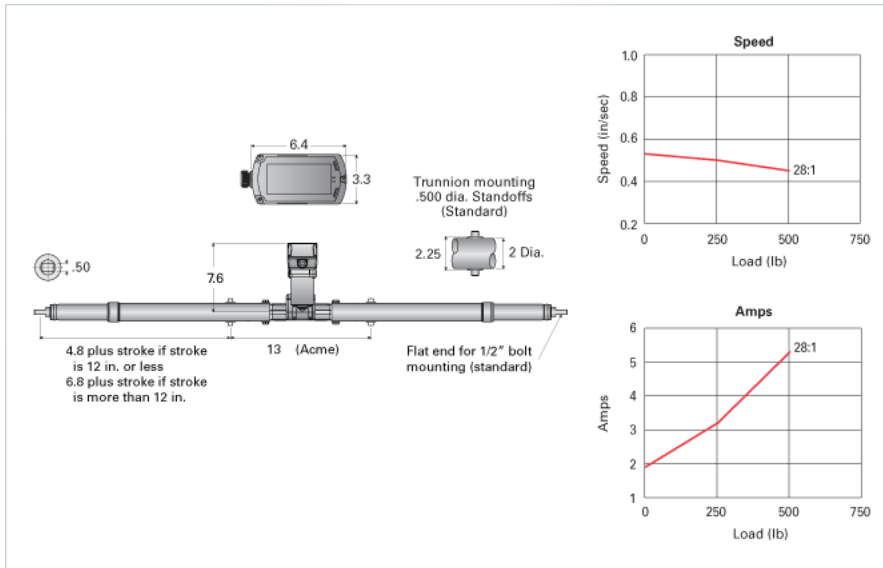 6.4
3.3
Trunnion mounting
.500 dia. Standoffs
(Standard)
2.25
2 Dia.
.50
7.6
4.8 plus stroke if stroke
is 12 in. or less
6.8 plus stroke if stroke
is more than 12 in.
13 (Acme)
Flat end for 1/2" bolt
mounting (standard)
Speed
Speed (in/sec)
1.0
0.8
0.6
0.4
0.2
28:1
0 250 500 750
Load (lb)
Amps
Amps
6
5
4
3
2
1
28:1
0 250 500 750
Load (lb)